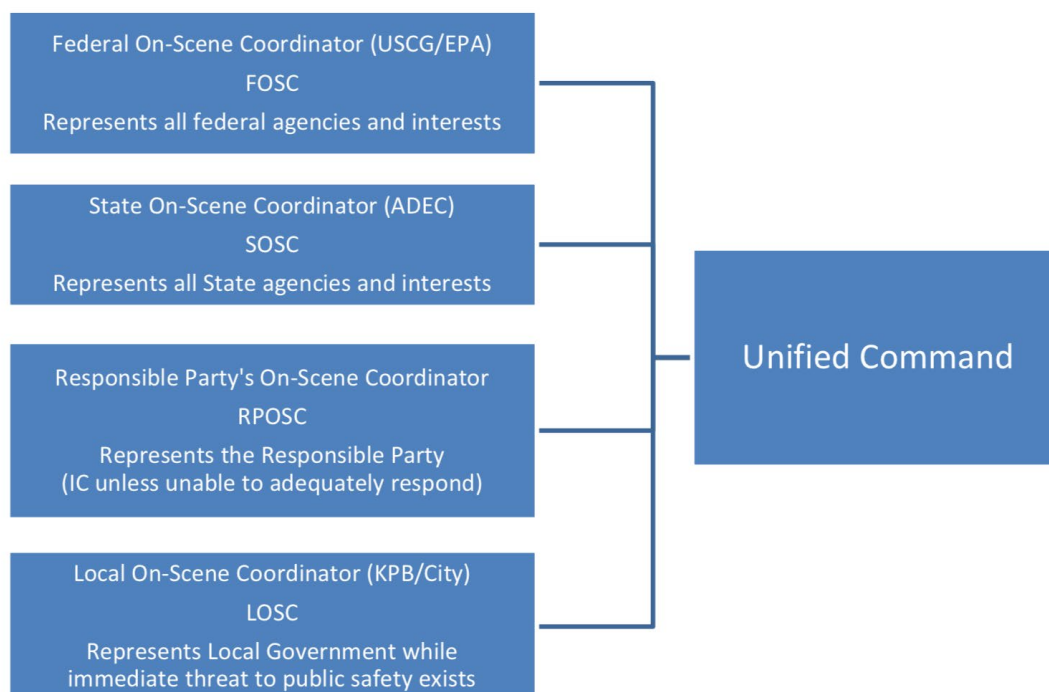 Federal On-Scene Coordinator (USCG/EPA)
FOSC
Represents all federal agencies and interests
State On-Scene Coordinator (ADEC)
SOSC
Represents all State agencies and interests
Responsible Party's On-Scene Coordinator
RPOSC
Represents the Responsible Party
(IC unless unable to adequately respond)
Local On-Scene Coordinator (KPB/City)
LOSC
Represents Local Government while
immediate threat to public safety exists
Unified Command